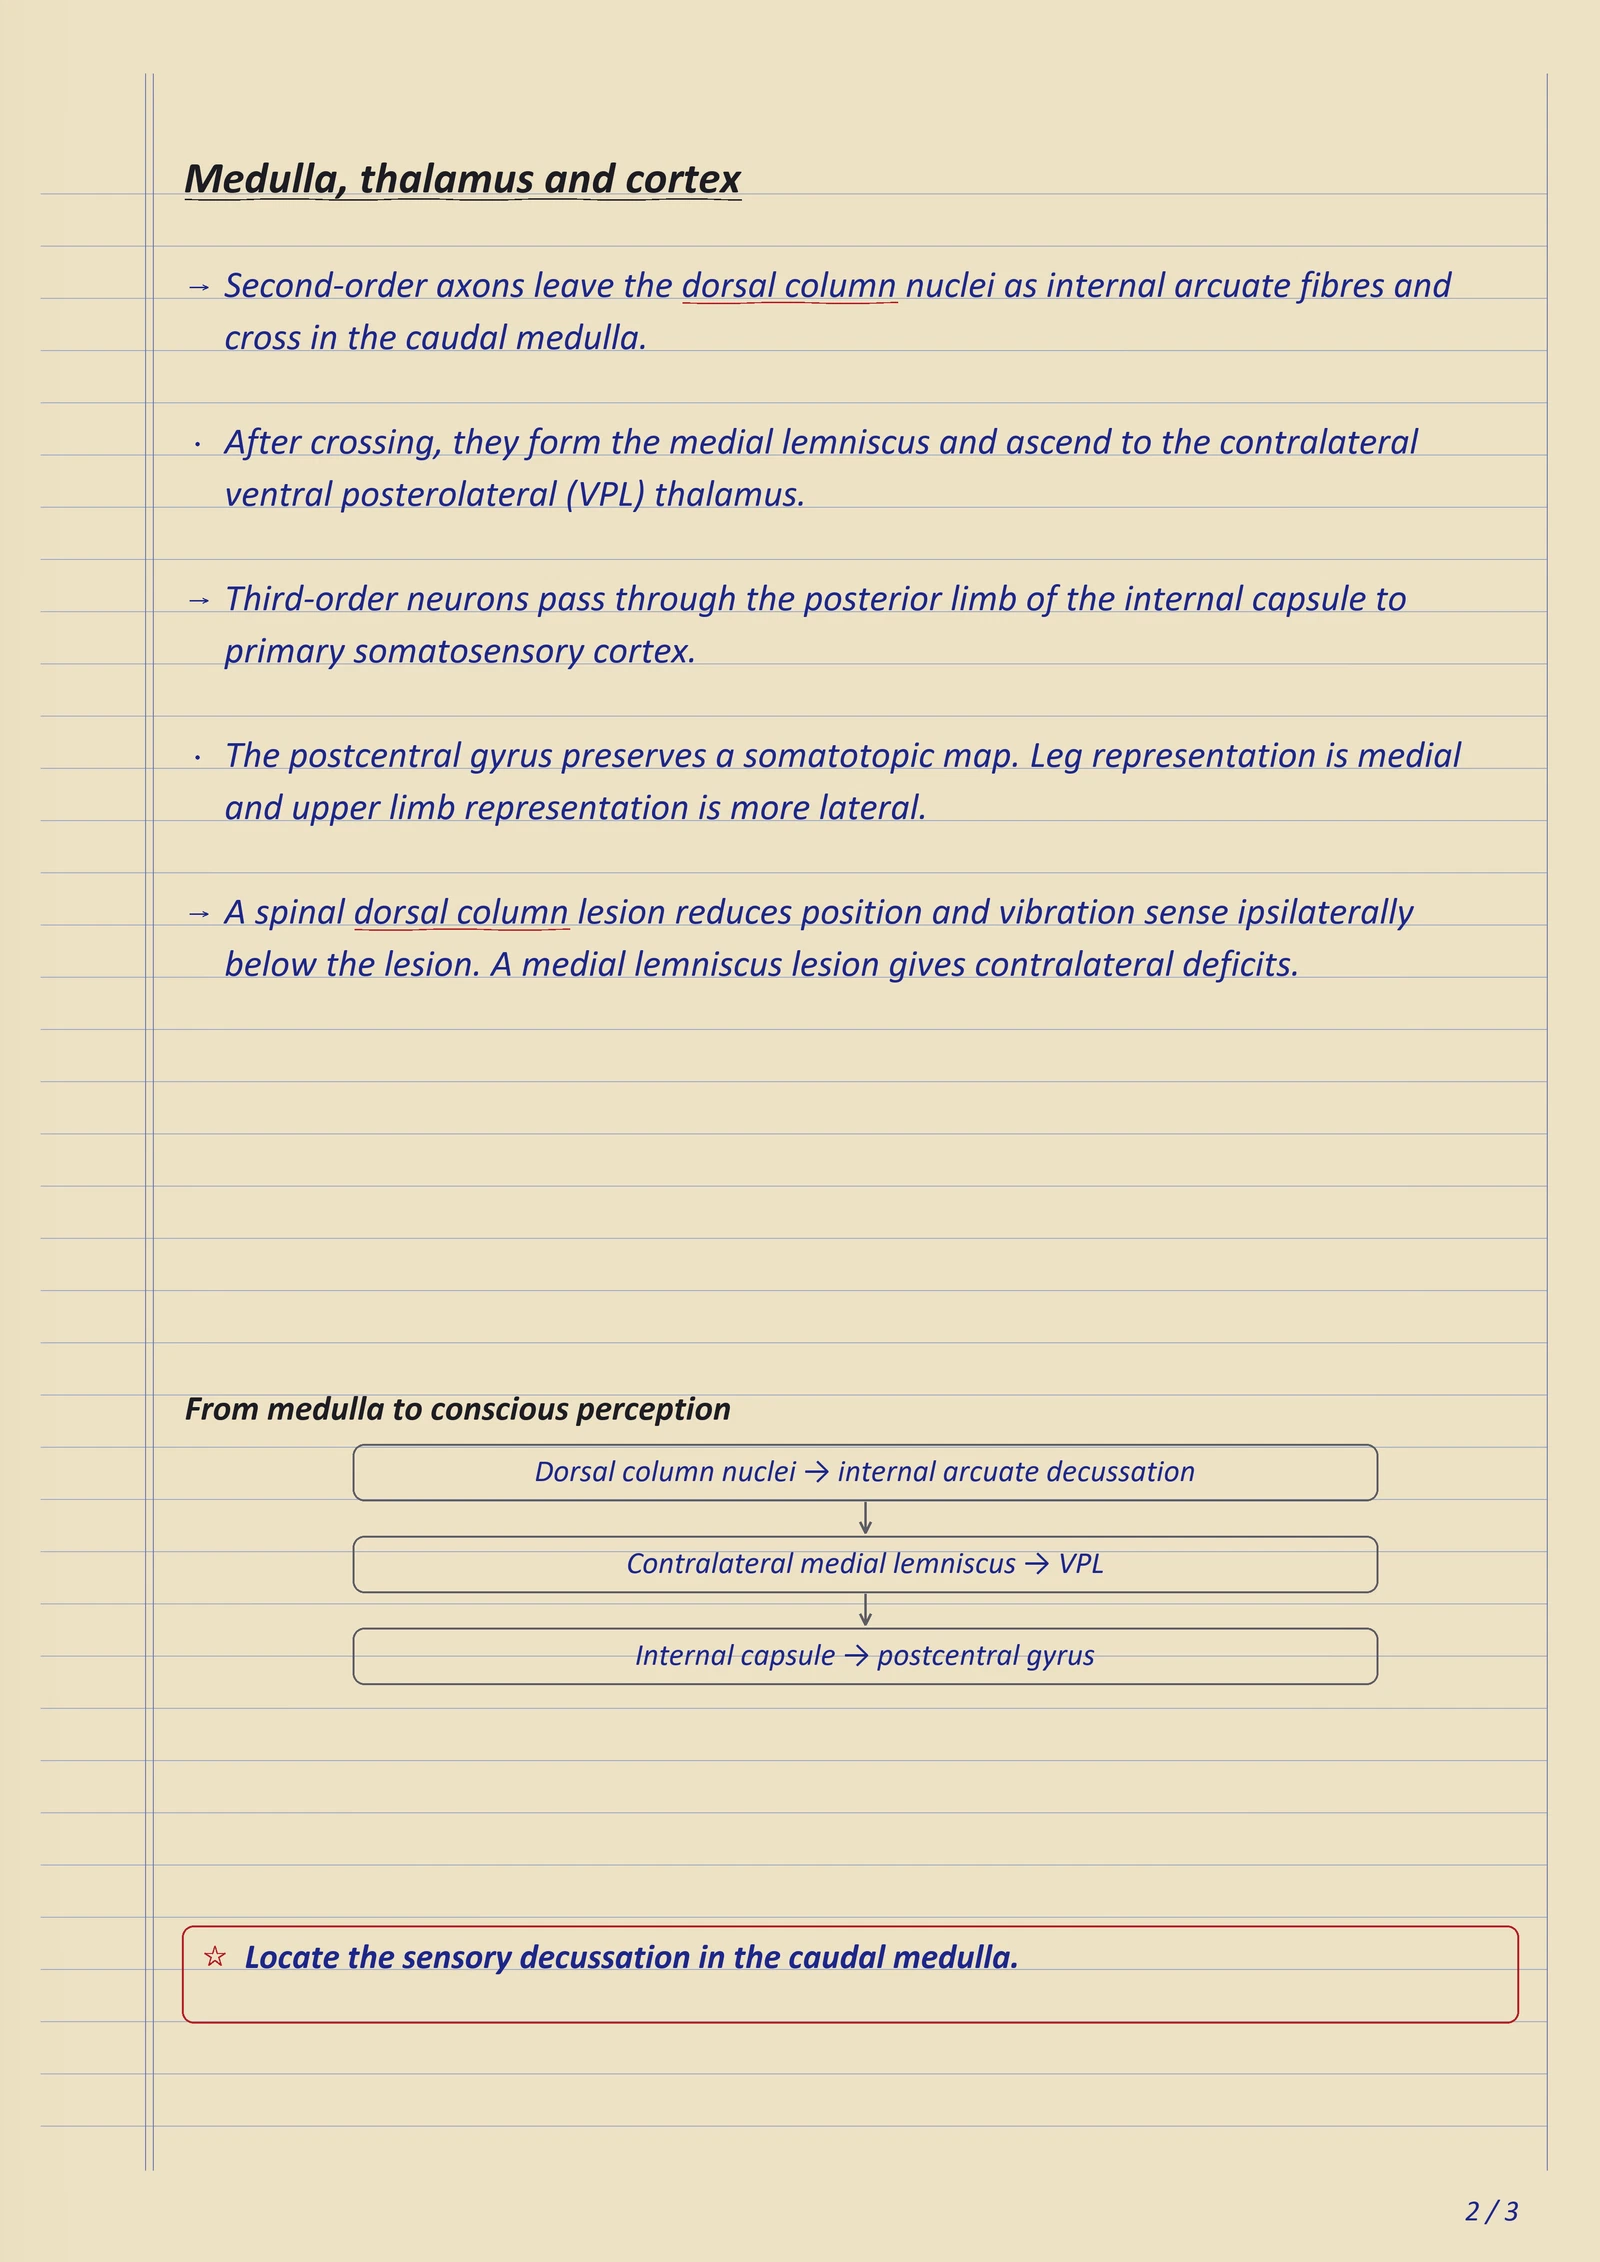 Medulla, thalamus and cortex
→ Second-order axons leave the dorsal column nuclei as internal arcuate fibres and
cross in the caudal medulla.
· After crossing, they form the medial lemniscus and ascend to the contralateral
ventral posterolateral (VPL) thalamus.
→ Third-order neurons pass through the posterior limb of the internal capsule to
primary somatosensory cortex.
· The postcentral gyrus preserves a somatotopic map. Leg representation is medial
and upper limb representation is more lateral.
→ A spinal dorsal column lesion reduces position and vibration sense ipsilaterally
below the lesion. A medial lemniscus lesion gives contralateral deficits.
From medulla to conscious perception
Dorsal column nuclei → internal arcuate decussation
Contralateral medial lemniscus → VPL
Internal capsule → postcentral gyrus
☆ Locate the sensory decussation in the caudal medulla.
2 / 3